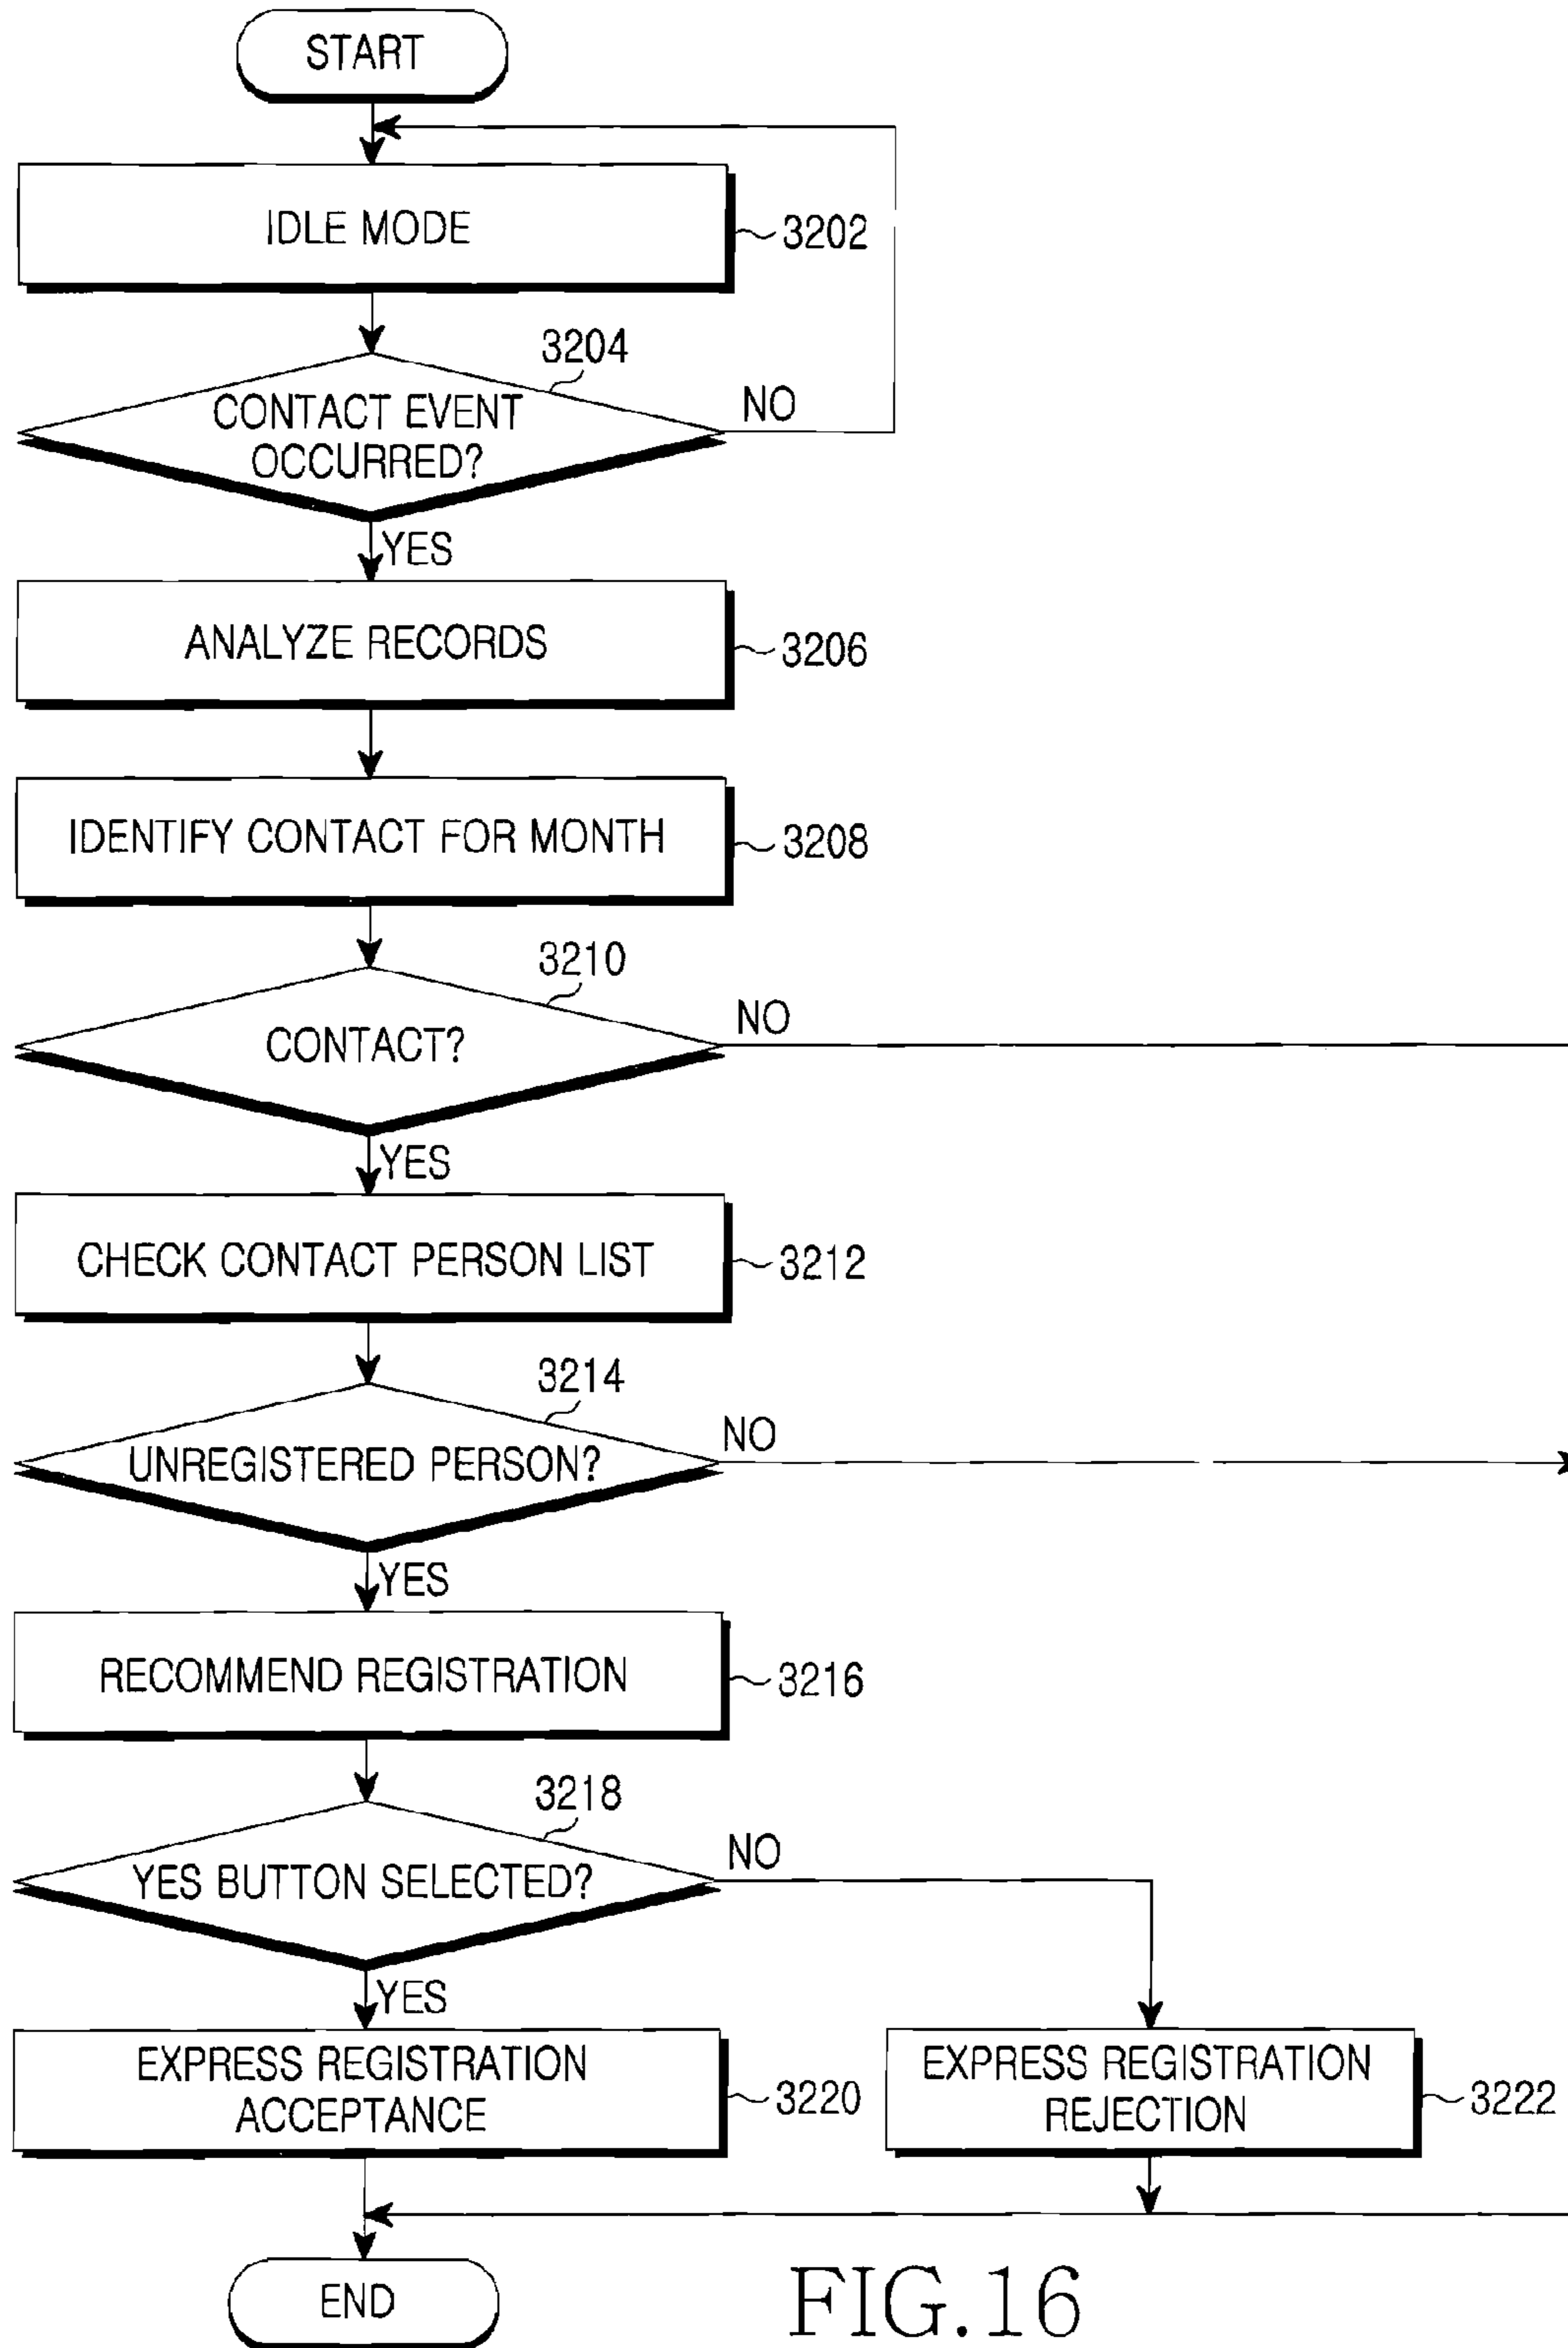 START
IDLE MODE
3202
3204
CONTACT EVENT
OCCURRED?
NO
YES
ANALYZE RECORDS
3206
IDENTIFY CONTACT FOR MONTH
3208
3210
CONTACT?
NO
YES
CHECK CONTACT PERSON LIST
3212
3214
UNREGISTERED PERSON?
NO
YES
RECOMMEND REGISTRATION
3216
3218
YES BUTTON SELECTED?
NO
YES
EXPRESS REGISTRATION
ACCEPTANCE
3220
EXPRESS REGISTRATION
REJECTION
3222
END
FIG.16